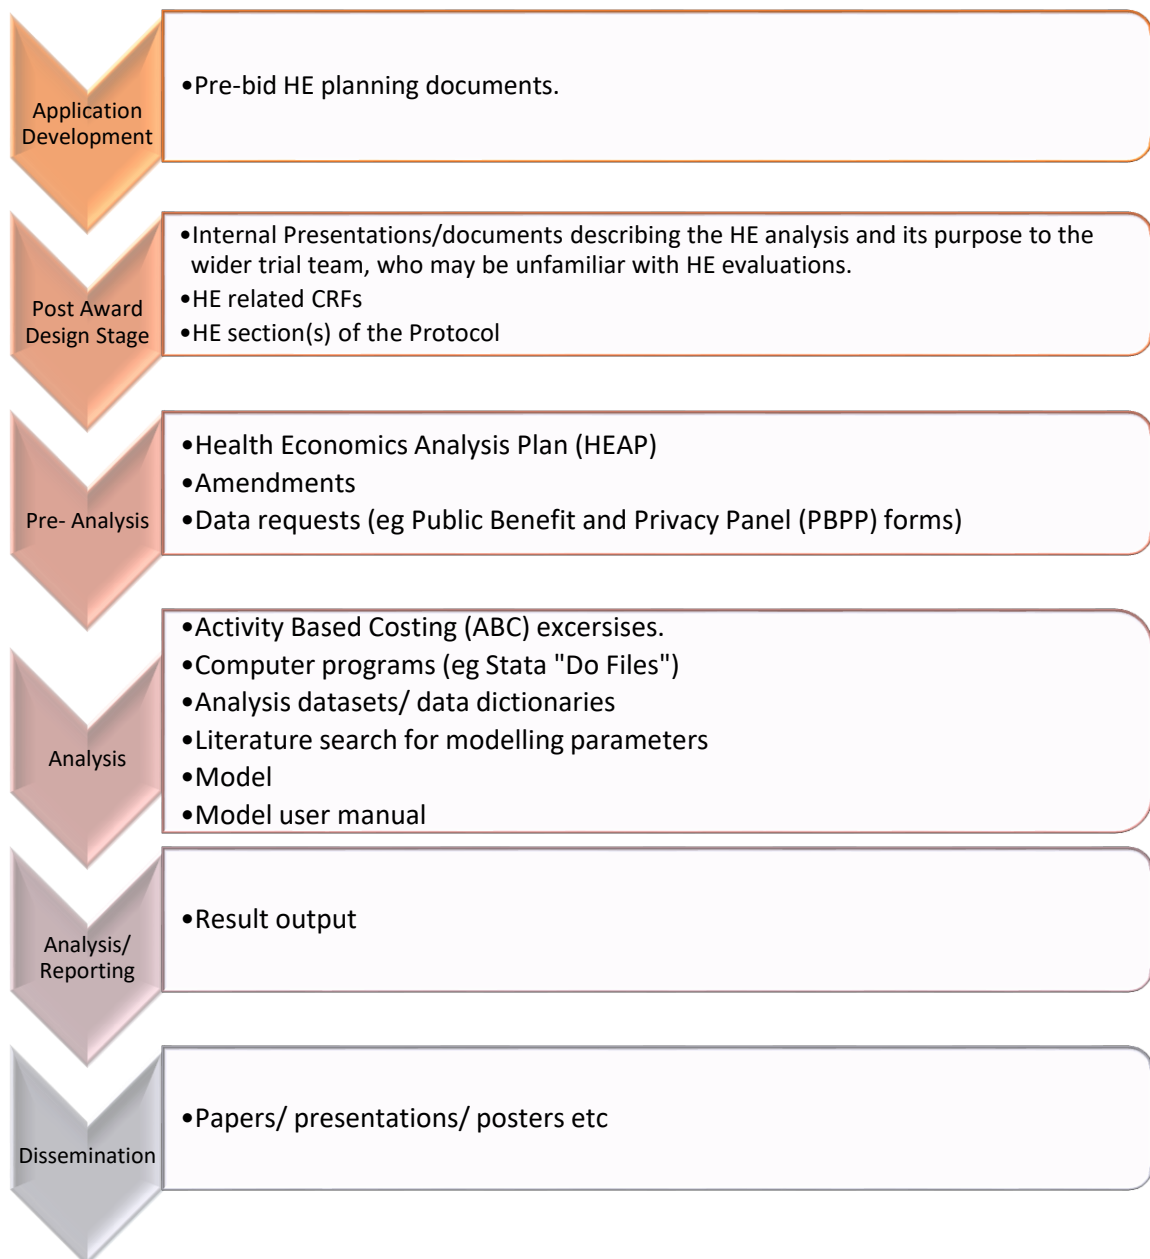 Application
Development
•Pre-bid HE planning documents.
Post Award
Design Stage
•Internal Presentations/documents describing the HE analysis and its purpose to the
wider trial team, who may be unfamiliar with HE evaluations.
•HE related CRFs
•HE section(s) of the Protocol
Pre- Analysis
•Health Economics Analysis Plan (HEAP)
•Amendments
•Data requests (eg Public Benefit and Privacy Panel (PBPP) forms)
Analysis
•Activity Based Costing (ABC) excersises.
•Computer programs (eg Stata "Do Files")
•Analysis datasets/ data dictionaries
•Literature search for modelling parameters
•Model
•Model user manual
Analysis/
Reporting
•Result output
Dissemination
•Papers/ presentations/ posters etc